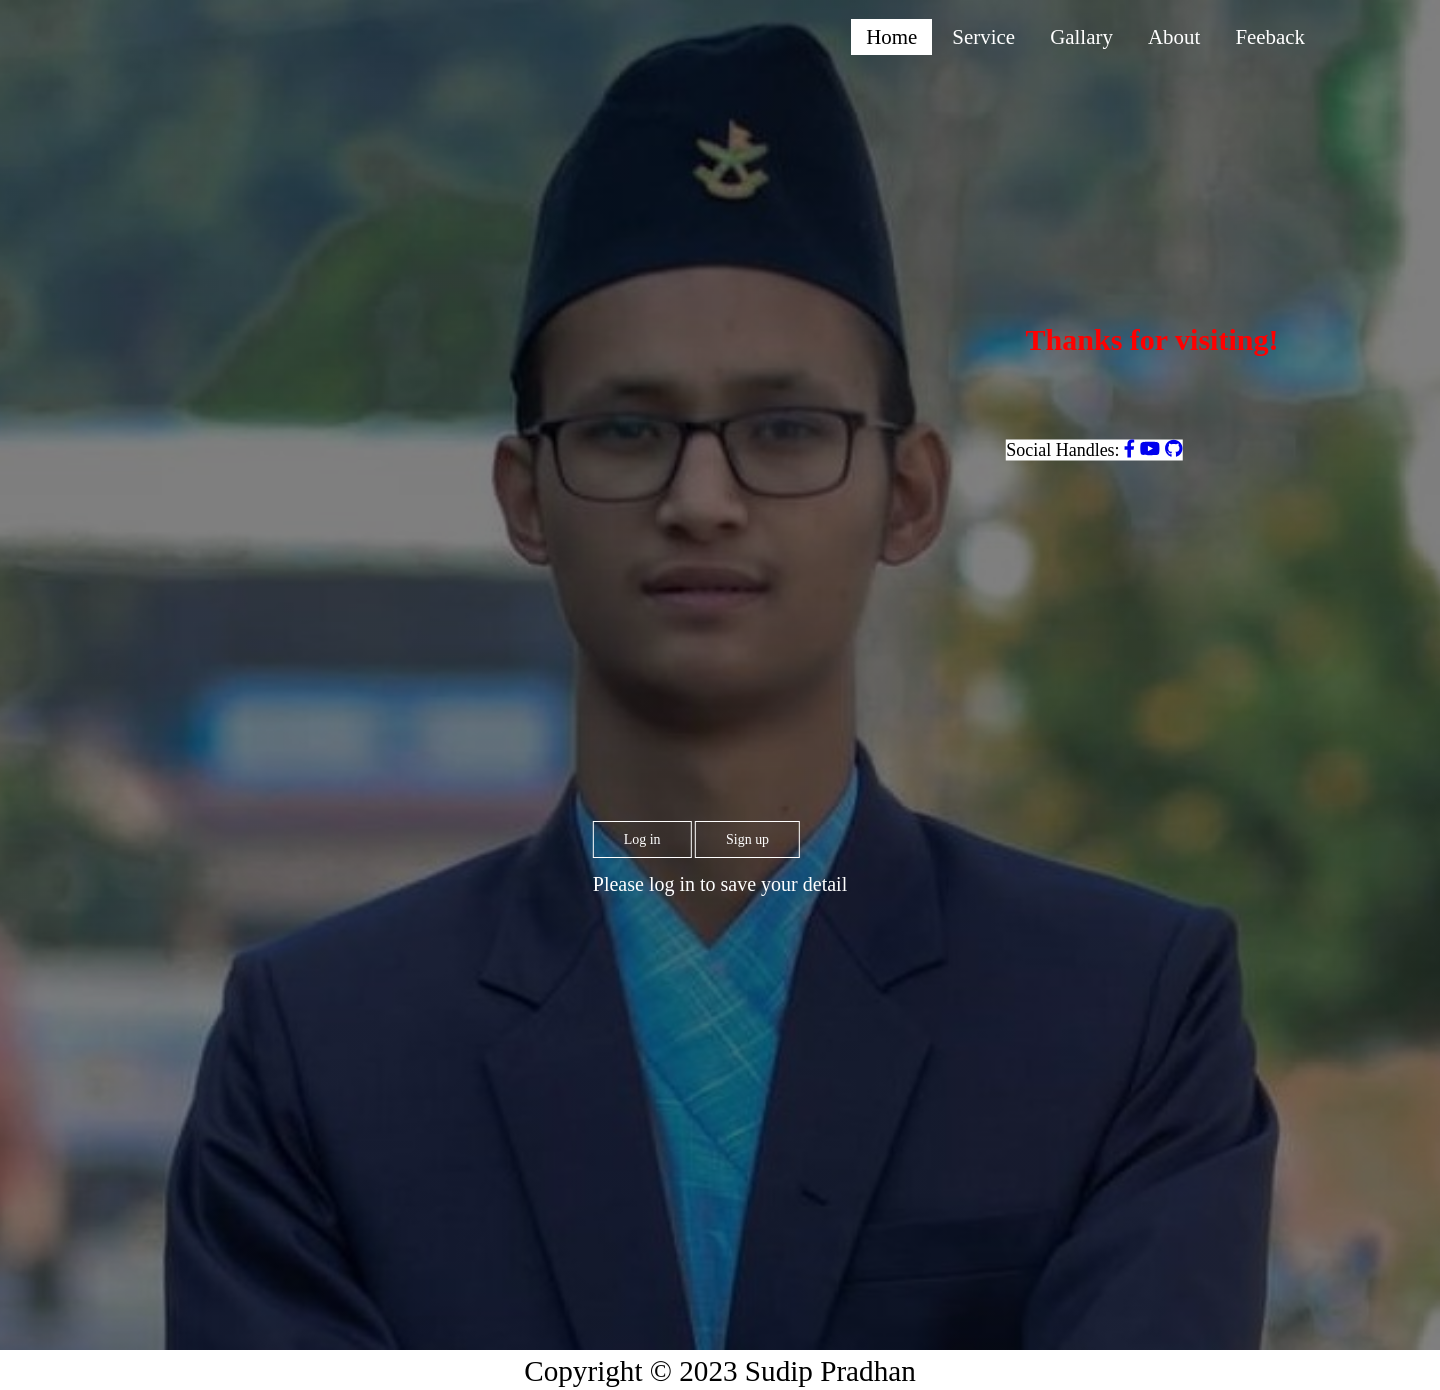 Home Service Gallary About Feeback
Thanks for visiting!
Social Handles:
Log in Sign up
Please log in to save your detail
Copyright © 2023 Sudip Pradhan